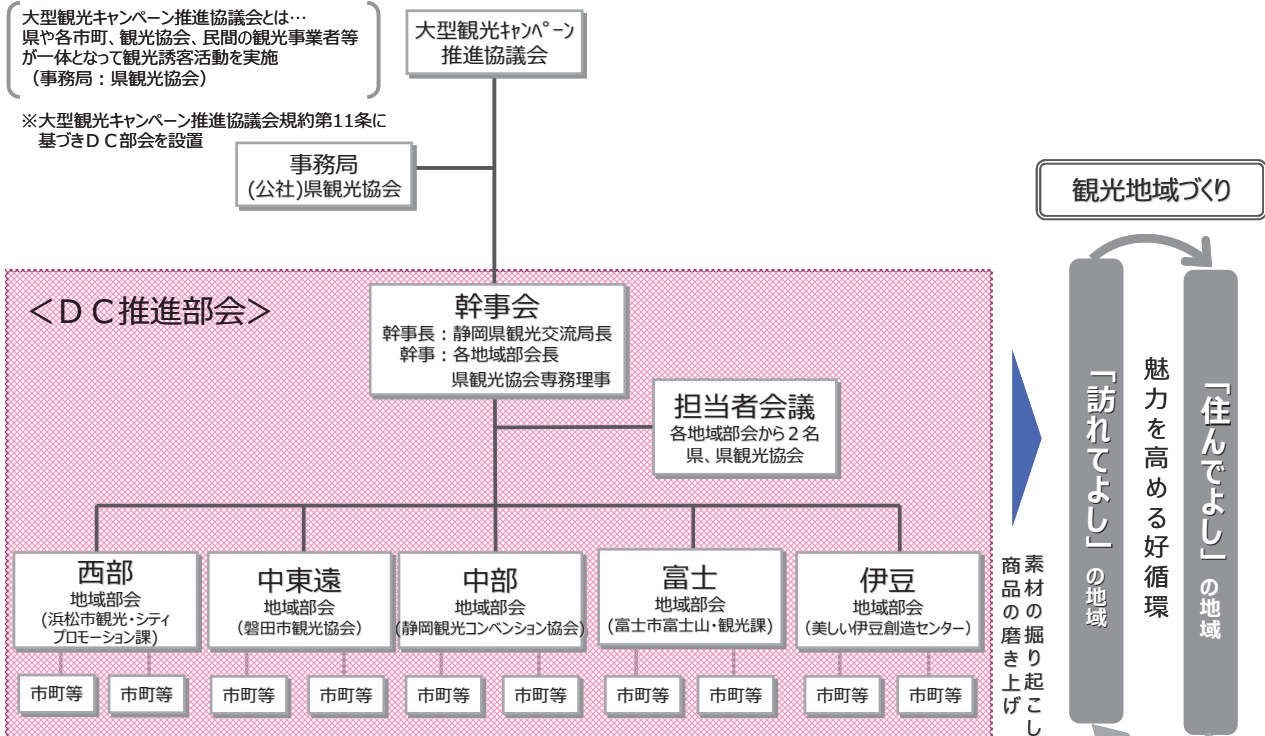 大型観光キャンペーン推進協議会とは…
県や各市町、観光協会、民間の観光事業者等
が一体となって観光誘客活動を実施
（事務局：県観光協会）
※大型観光キャンペーン推進協議会規約第11条に
基づきＤＣ部会を設置
大型観光ｷｬﾝﾍﾟｰﾝ
推進協議会
事務局
(公社)県観光協会
＜ＤＣ推進部会＞
幹事会
幹事長：静岡県観光交流局長
幹事：各地域部会長
県観光協会専務理事
担当者会議
各地域部会から２名
県、県観光協会
西部
地域部会
(浜松市観光・シティ
プロモーション課)
中東遠
地域部会
（磐田市観光協会）
中部
地域部会
(静岡観光コンベンション協会)
富士
地域部会
(富士市富士山・観光課)
伊豆
地域部会
（美しい伊豆創造センター）
市町等
市町等
市町等
市町等
市町等
市町等
市町等
市町等
市町等
市町等
素材の掘り起こし
商品の磨き上げ
観光地域づくり
「訪れてよし」の地域
魅力を高める好循環
「住んでよし」の地域